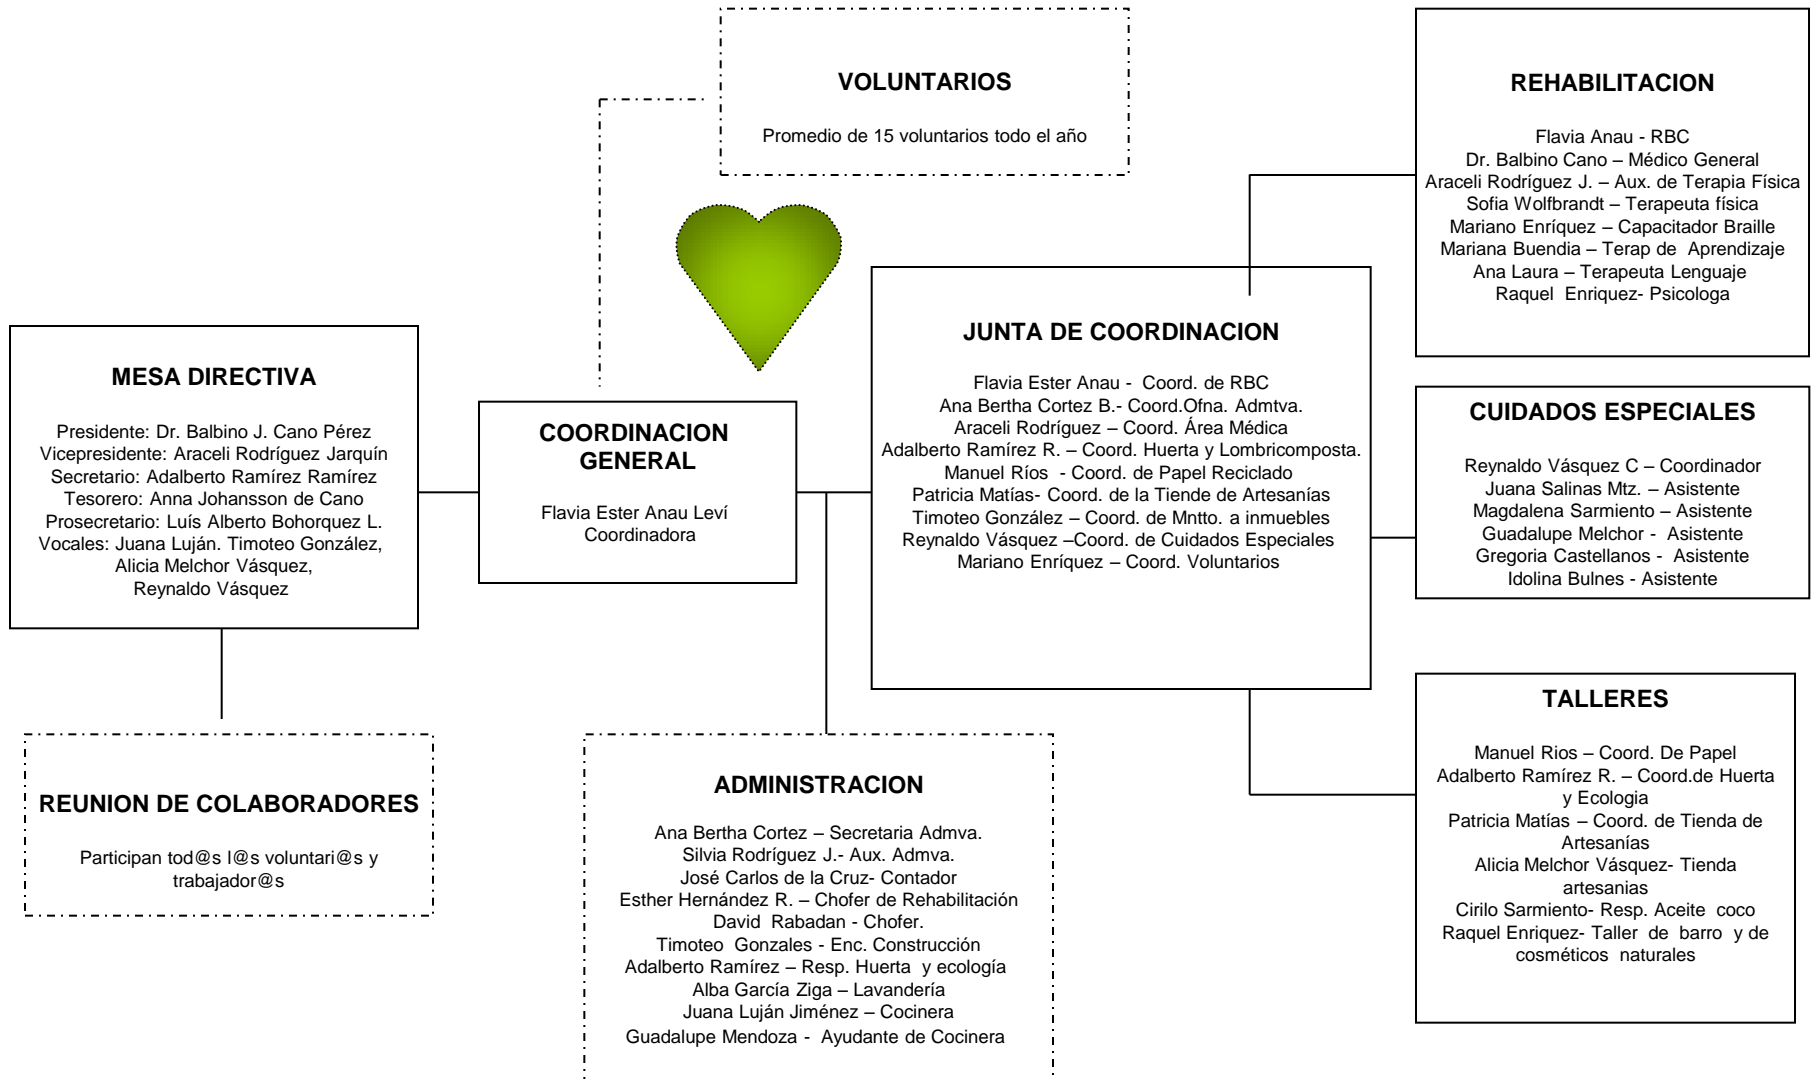 VOLUNTARIOS
Promedio de 15 voluntarios todo el año
REHABILITACION
Flavia Anau - RBC
Dr. Balbino Cano – Médico General
Araceli Rodríguez J. – Aux. de Terapia Física
Sofia Wolfbrandt – Terapeuta física
Mariano Enríquez – Capacitador Braille
Mariana Buendia – Terap de Aprendizaje
Ana Laura – Terapeuta Lenguaje
Raquel Enriquez- Psicologa
MESA DIRECTIVA
Presidente: Dr. Balbino J. Cano Pérez
Vicepresidente: Araceli Rodríguez Jarquín
Secretario: Adalberto Ramírez Ramírez
Tesorero: Anna Johansson de Cano
Prosecretario: Luís Alberto Bohorquez L.
Vocales: Juana Luján. Timoteo González,
Alicia Melchor Vásquez,
Reynaldo Vásquez
COORDINACION
GENERAL
Flavia Ester Anau Leví
Coordinadora
JUNTA DE COORDINACION
Flavia Ester Anau - Coord. de RBC
Ana Bertha Cortez B.- Coord.Ofna. Admtva.
Araceli Rodríguez – Coord. Área Médica
Adalberto Ramírez R. – Coord. Huerta y Lombricomposta.
Manuel Ríos - Coord. de Papel Reciclado
Patricia Matías- Coord. de la Tiende de Artesanías
Timoteo González – Coord. de Mntto. a inmuebles
Reynaldo Vásquez –Coord. de Cuidados Especiales
Mariano Enríquez – Coord. Voluntarios
CUIDADOS ESPECIALES
Reynaldo Vásquez C – Coordinador
Juana Salinas Mtz. – Asistente
Magdalena Sarmiento – Asistente
Guadalupe Melchor - Asistente
Gregoria Castellanos - Asistente
Idolina Bulnes - Asistente
REUNION DE COLABORADORES
Participan tod@s l@s voluntari@s y
trabajador@s
ADMINISTRACION
Ana Bertha Cortez – Secretaria Admva.
Silvia Rodríguez J.- Aux. Admva.
José Carlos de la Cruz- Contador
Esther Hernández R. – Chofer de Rehabilitación
David Rabadan - Chofer.
Timoteo Gonzales - Enc. Construcción
Adalberto Ramírez – Resp. Huerta y ecología
Alba García Ziga – Lavandería
Juana Luján Jiménez – Cocinera
Guadalupe Mendoza - Ayudante de Cocinera
TALLERES
Manuel Rios – Coord. De Papel
Adalberto Ramírez R. – Coord.de Huerta
y Ecologia
Patricia Matías – Coord. de Tienda de
Artesanías
Alicia Melchor Vásquez- Tienda
artesanias
Cirilo Sarmiento- Resp. Aceite coco
Raquel Enriquez- Taller de barro y de
cosméticos naturales